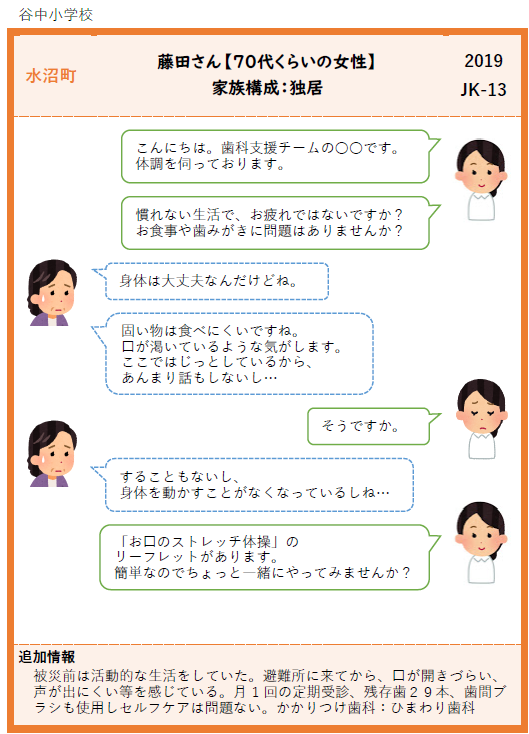 谷中小学校
水沼町
藤田さん【70代くらいの女性】
家族構成：独居
2019
JK-13
こんにちは。歯科支援チームの〇〇です。
体調を伺っております。
慣れない生活で、お疲れではないですか？
お食事や歯みがきに問題はありませんか？
身体は大丈夫なんだけどね。
固い物は食べにくいですね。
口が渇いているような気がします。
ここではじっとしているから、
あんまり話もしないし…
そうですか。
することもないし、
身体を動かすことがなくなっているしね…
「お口のストレッチ体操」の
リーフレットがあります。
簡単なのでちょっと一緒にやってみませんか？
追加情報
被災前は活動的な生活をしていた。避難所に来てから、口が開きづらい、
声が出にくい等を感じている。月１回の定期受診、残存歯２９本、歯間ブ
ラシも使用しセルフケアは問題ない。かかりつけ歯科：ひまわり歯科